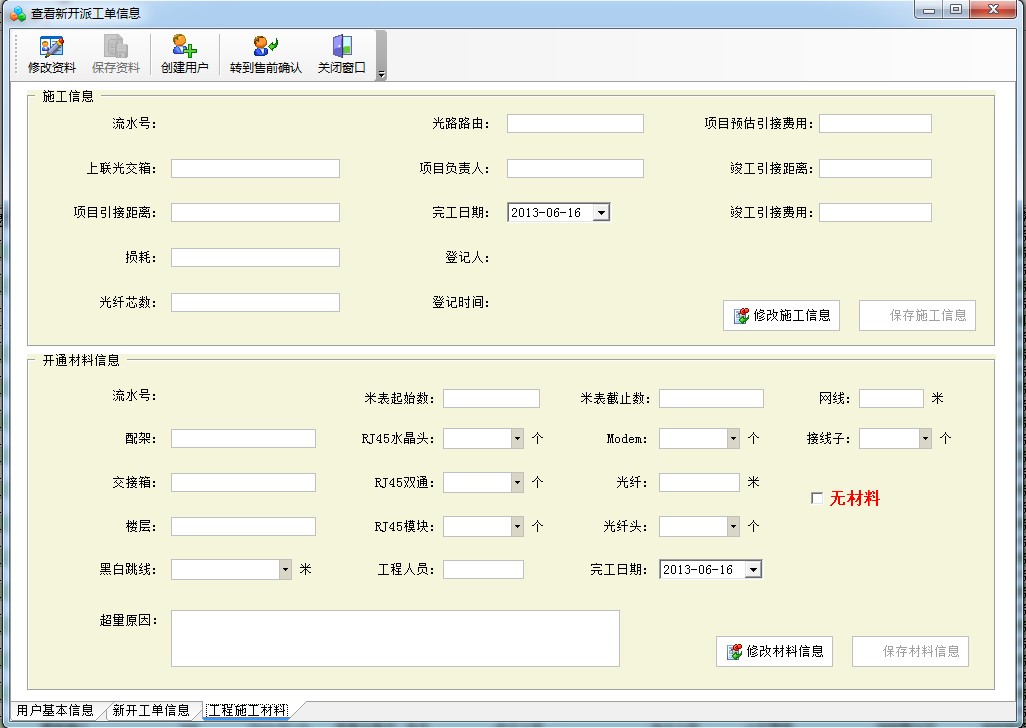 查看新开派工单信息
修改资料 保存资料 创建用户 转到售前确认 关闭窗口
施工信息
流水号: 光路路由: 项目预估引接费用:
上联光交箱: 项目负责人: 竣工引接距离:
项目引接距离: 完工日期: 2013-06-16 竣工引接费用:
损耗: 登记人:
光纤芯数: 登记时间:
修改施工信息 保存施工信息
开通材料信息
流水号: 米表起始数: 米表截止数: 网线: 米
配架: RJ45水晶头: 个 Modem: 个 接线子: 个
交接箱: RJ45双通: 个 光纤: 米
无材料
楼层: RJ45模块: 个 光纤头: 个
黑白跳线: 米 工程人员: 完工日期: 2013-06-16
超量原因:
修改材料信息 保存材料信息
用户基本信息 新开工单信息 工程施工材料